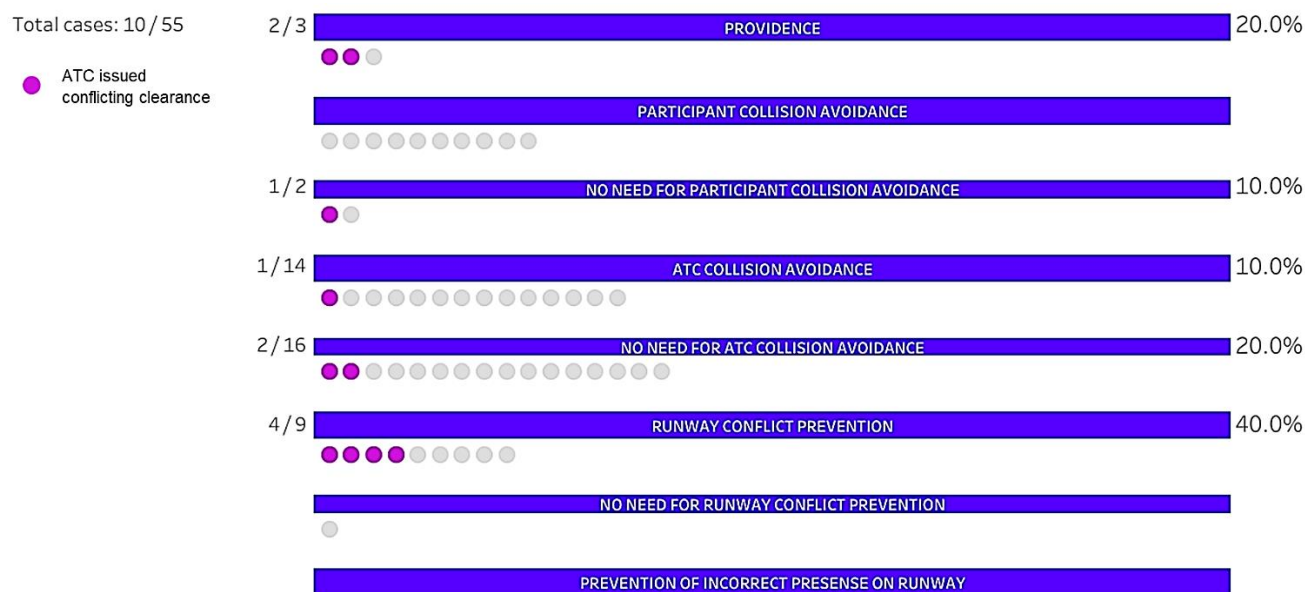 Total cases: 10 / 55
ATC issued
conflicting clearance
2 / 3 PROVIDENCE 20.0%
PARTICIPANT COLLISION AVOIDANCE
1 / 2 NO NEED FOR PARTICIPANT COLLISION AVOIDANCE 10.0%
1 / 14 ATC COLLISION AVOIDANCE 10.0%
2 / 16 NO NEED FOR ATC COLLISION AVOIDANCE 20.0%
4 / 9 RUNWAY CONFLICT PREVENTION 40.0%
NO NEED FOR RUNWAY CONFLICT PREVENTION
PREVENTION OF INCORRECT PRESENSE ON RUNWAY